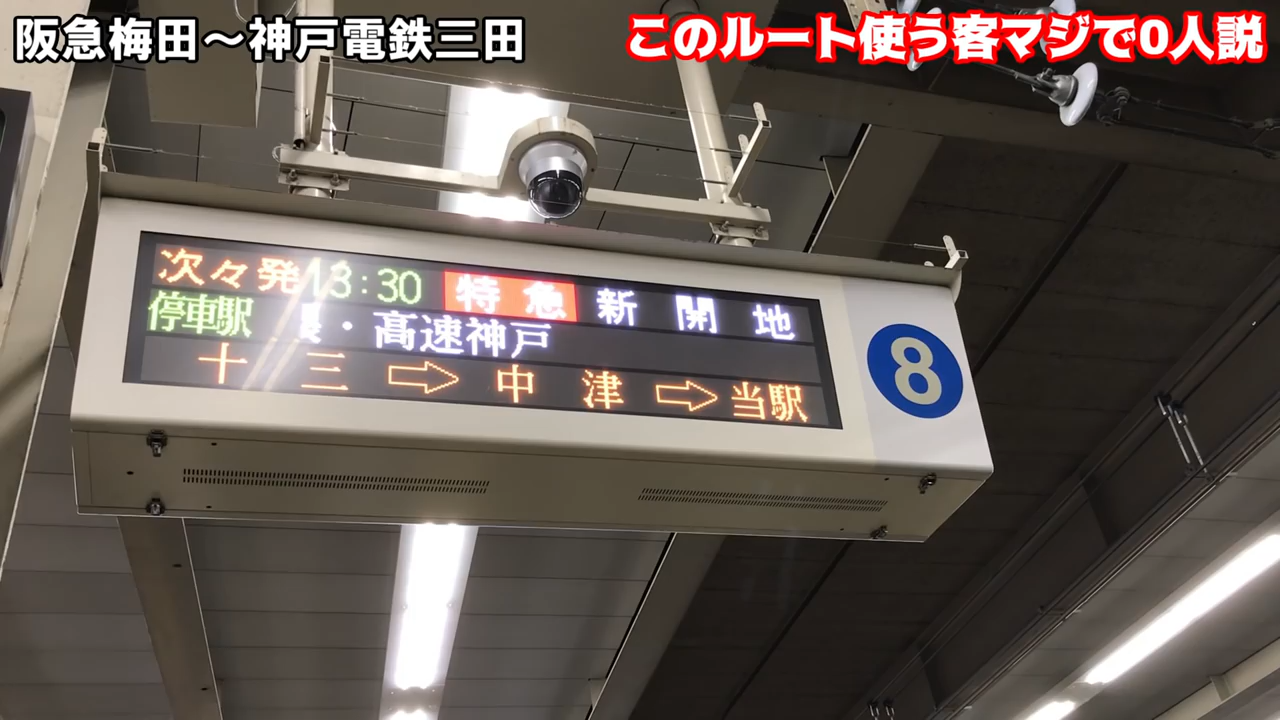 阪急梅田～神戸電鉄三田
このルート使う客マジで0人説
次々発 13:30 特急 新開地
停車駅 ・高速神戸
十三⇨中津⇨当駅
8